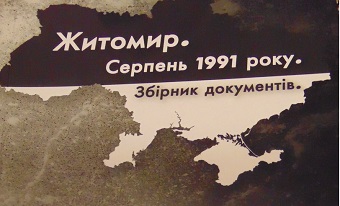 Житомир.
Серпень 1991 року.
Збірник документів.